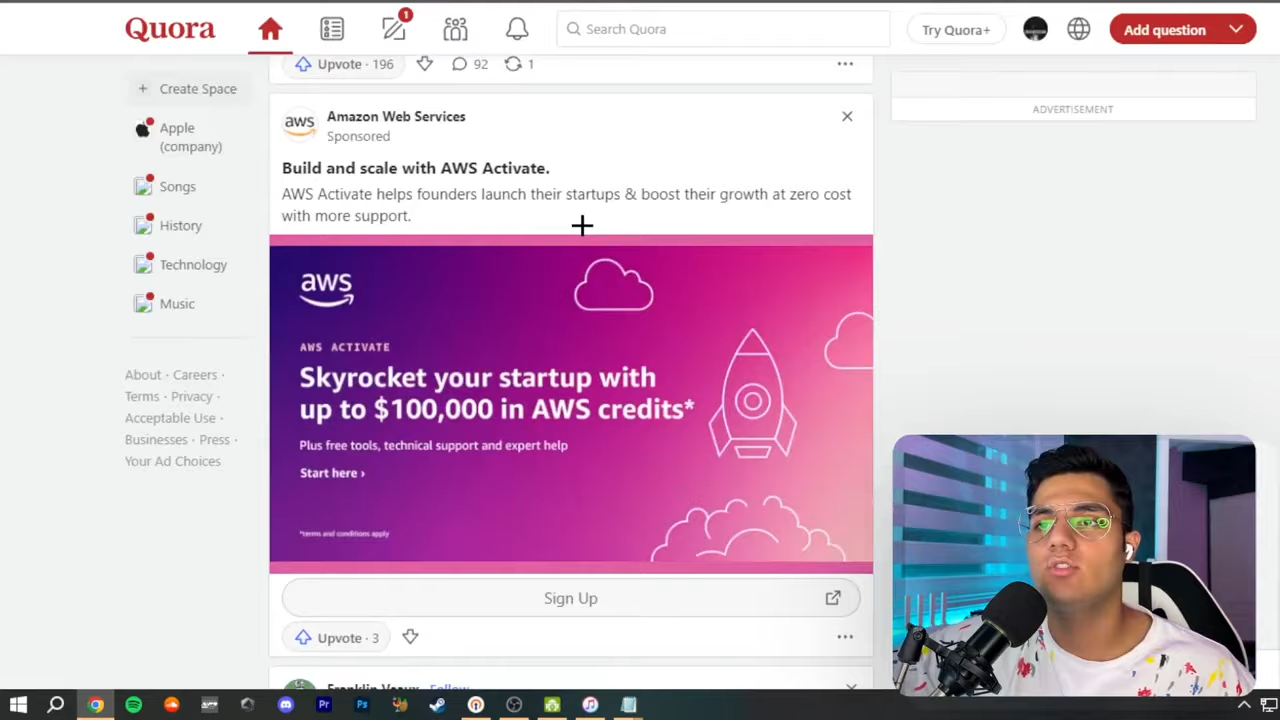 Quora
1
Search Quora
Try Quora+
Add question
Upvote · 196
92
1
Create Space
Apple
(company)
Songs
History
Technology
Music
About · Careers ·
Terms · Privacy ·
Acceptable Use ·
Businesses · Press ·
Your Ad Choices
aws
Amazon Web Services
Sponsored
Build and scale with AWS Activate.
AWS Activate helps founders launch their startups & boost their growth at zero cost
with more support.
aws
AWS ACTIVATE
Skyrocket your startup with
up to $100,000 in AWS credits*
Plus free tools, technical support and expert help
Start here ›
*terms and conditions apply
Sign Up
Upvote · 3
ADVERTISEMENT
Pr
Ps